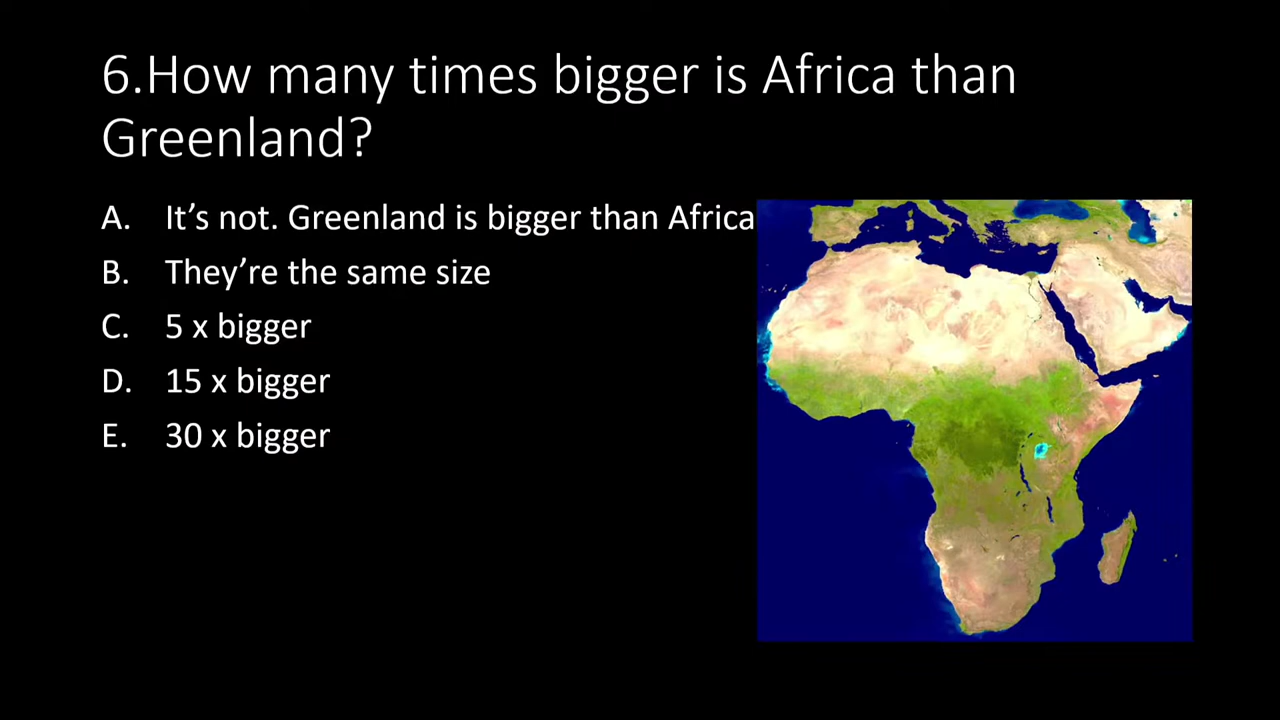 6.How many times bigger is Africa than
Greenland?
A. It’s not. Greenland is bigger than Africa
B. They’re the same size
C. 5 x bigger
D. 15 x bigger
E. 30 x bigger